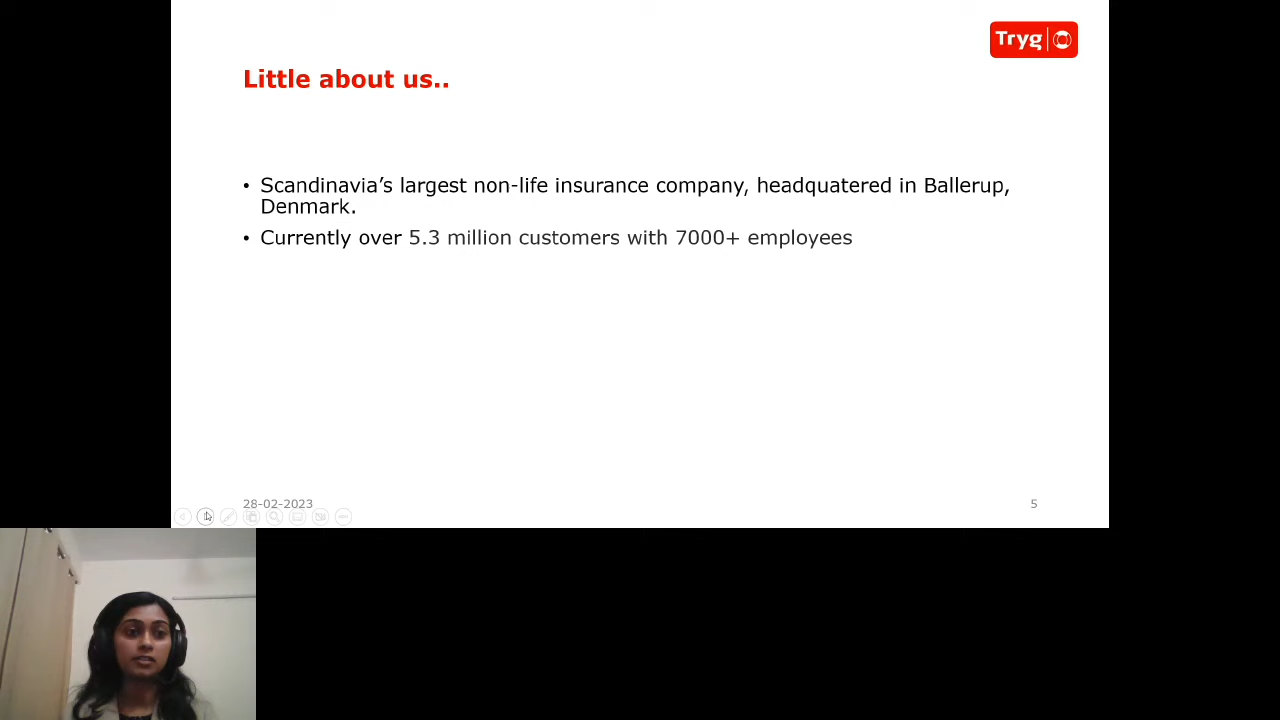 Tryg
Little about us..
• Scandinavia’s largest non-life insurance company, headquatered in Ballerup,
Denmark.
• Currently over 5.3 million customers with 7000+ employees
28-02-2023
5